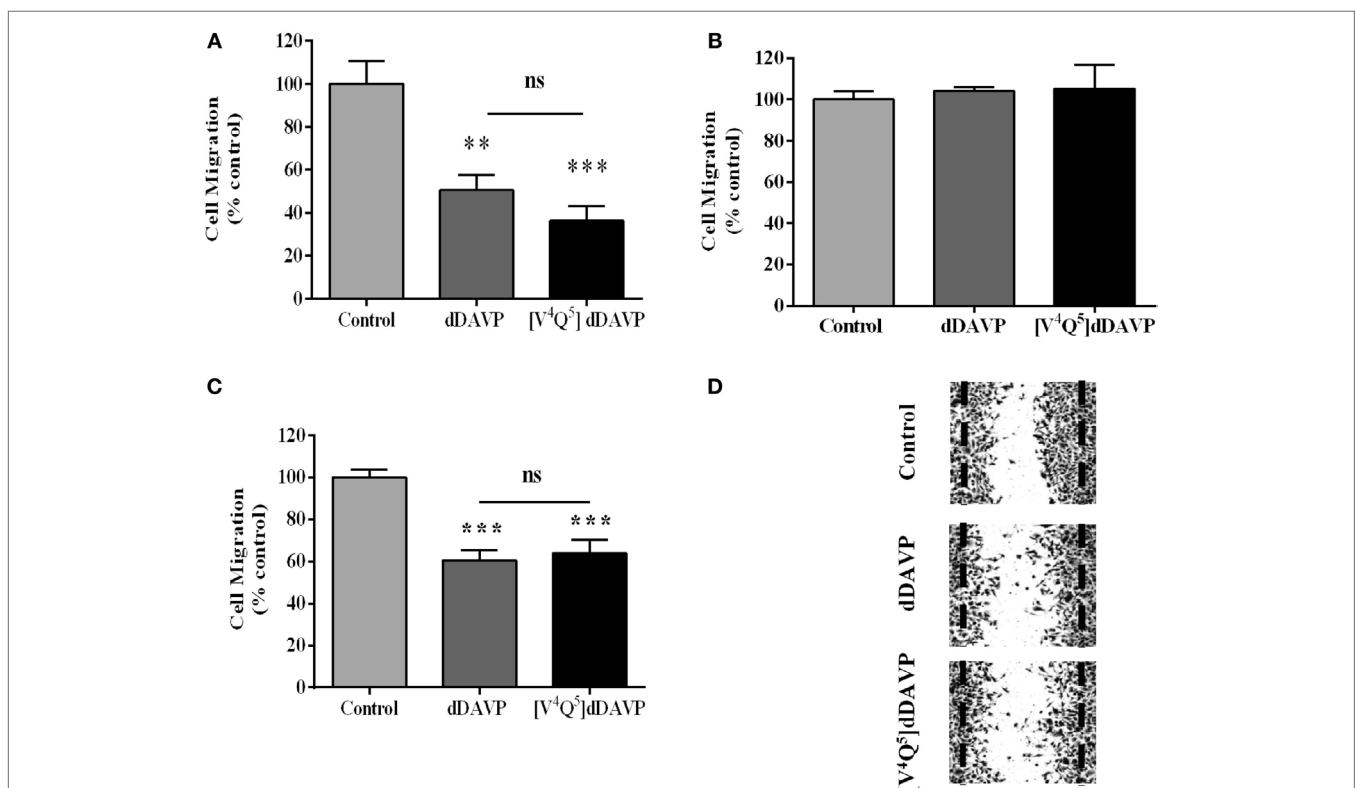 A
Cell Migration
(% control)
120
100
80
60
40
20
0
ns
**
***
Control
dDAVP
[V⁴Q⁵] dDAVP
B
Cell Migration
(% control)
120
100
80
60
40
20
0
Control
dDAVP
[V⁴Q⁵]dDAVP
C
Cell Migration
(% control)
120
100
80
60
40
20
0
ns
***
***
Control
dDAVP
[V⁴Q⁵]dDAVP
D
Control
dDAVP
V⁴Q⁵]dDAVP